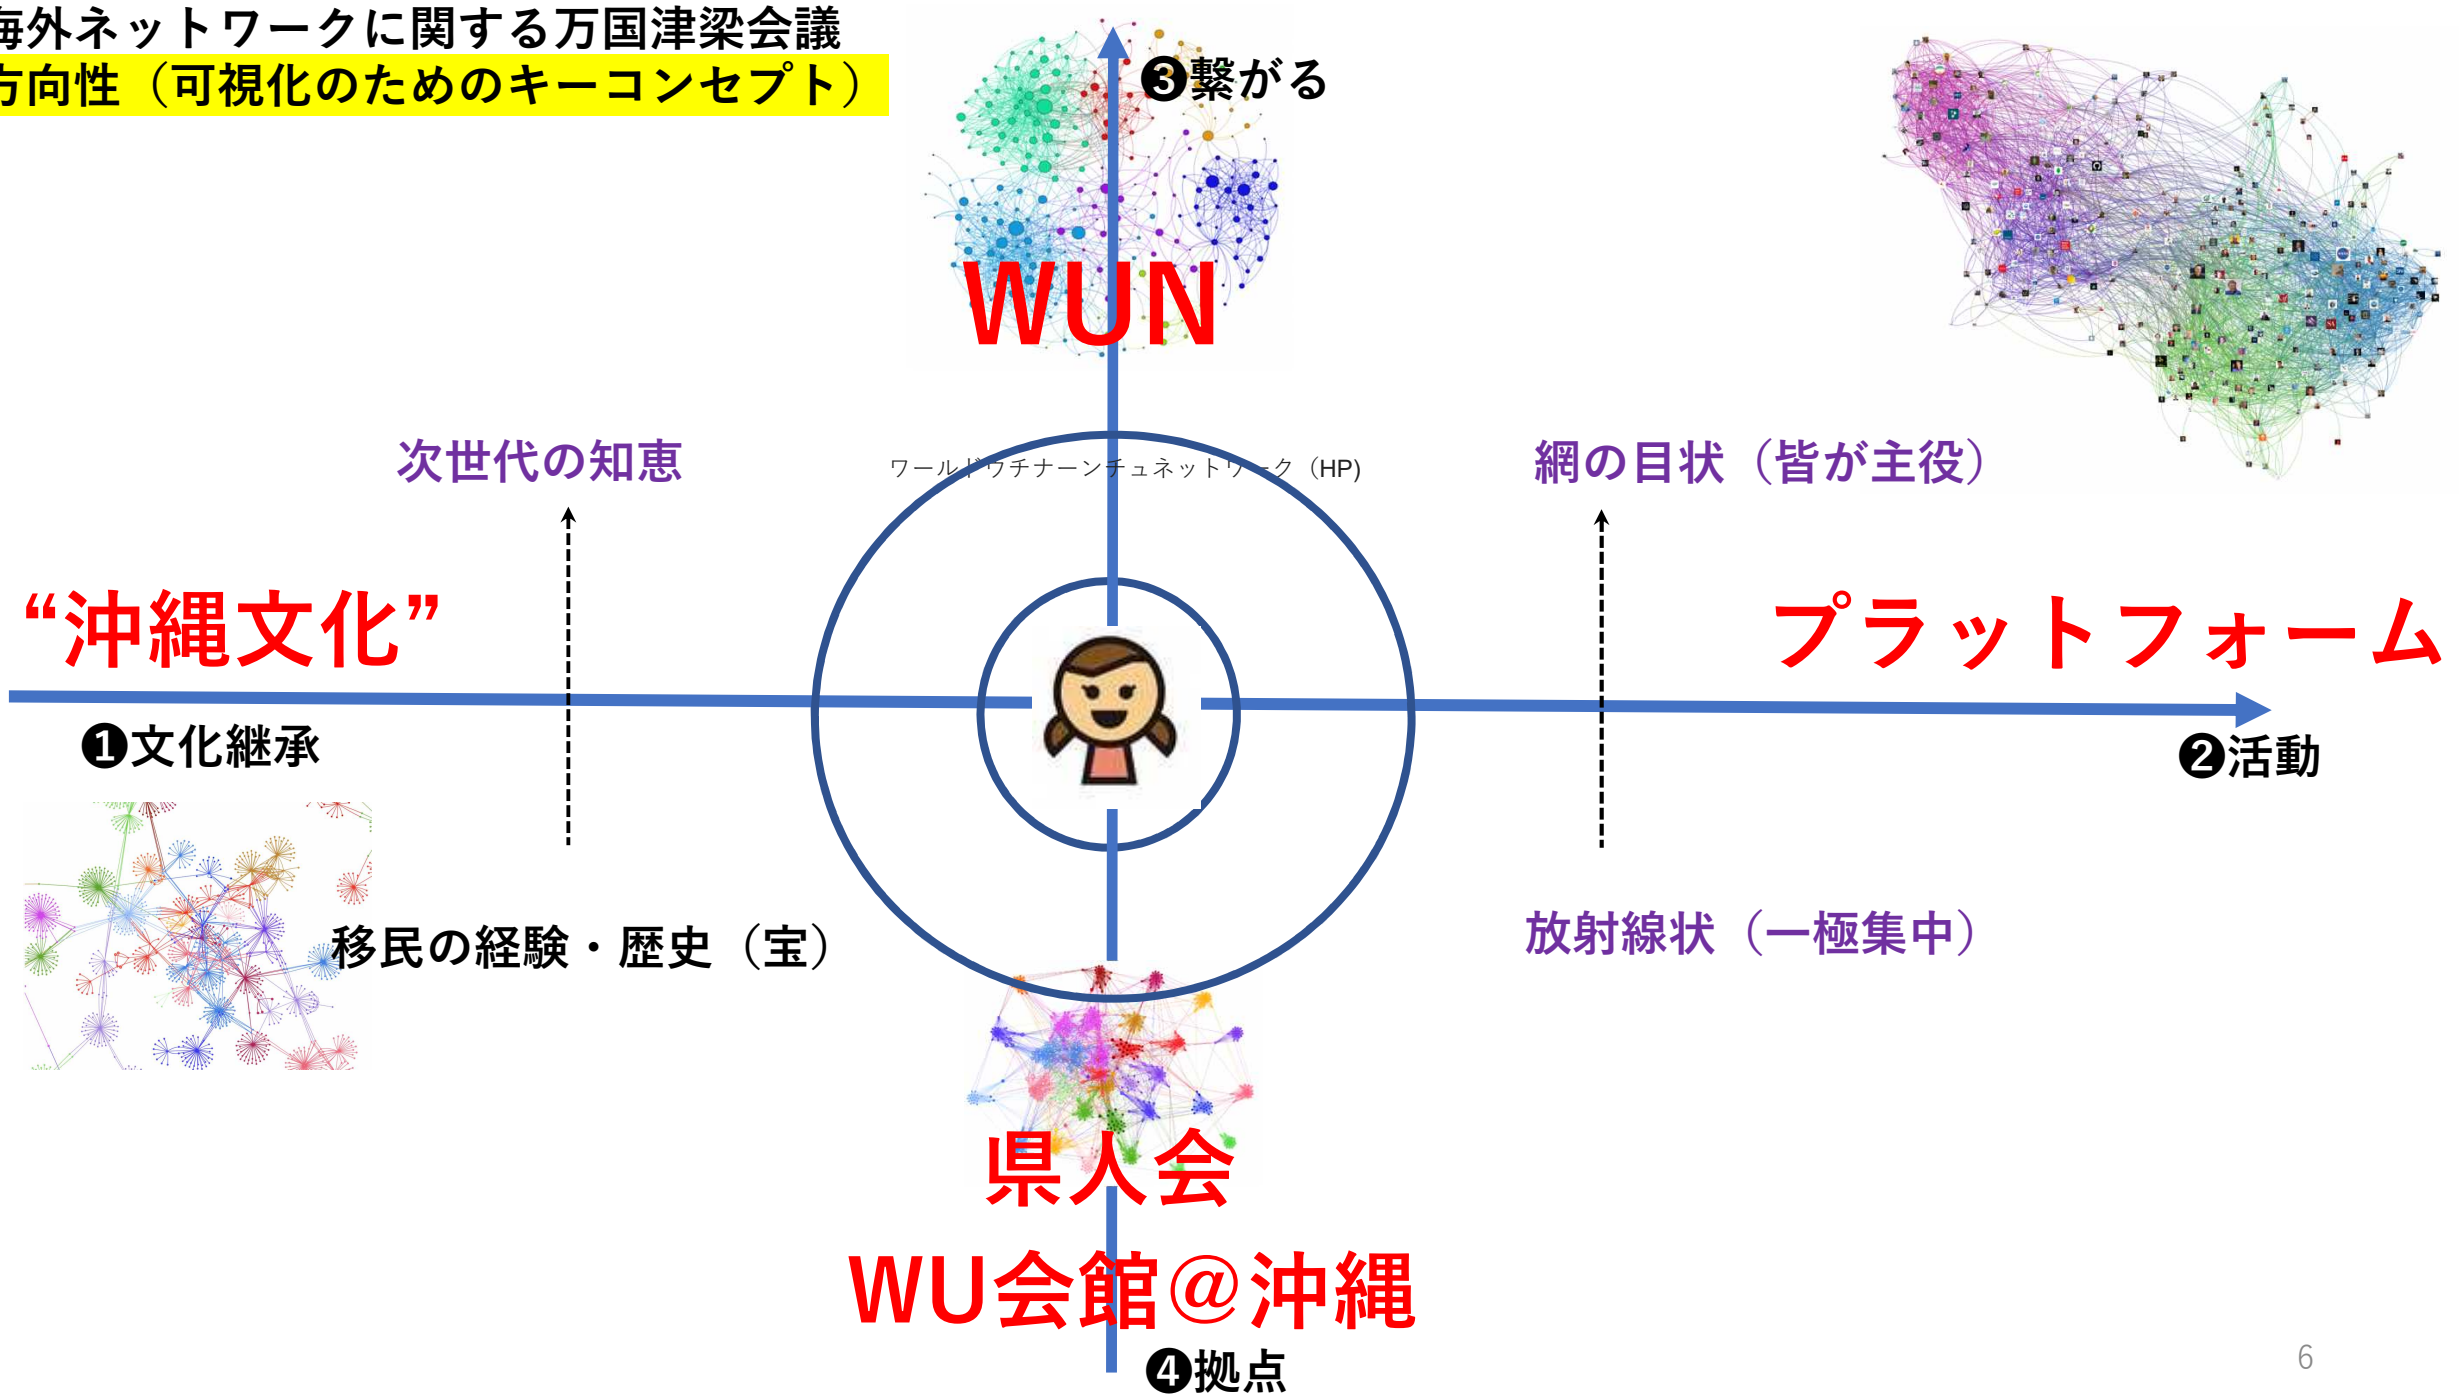 海外ネットワークに関する万国津梁会議
方向性（可視化のためのキーコンセプト）
❸繋がる
WUN
次世代の知恵
ワールドウチナーンチュネットワーク（HP)
網の目状（皆が主役）
“沖縄文化”
プラットフォーム
❶文化継承
❷活動
移民の経験・歴史（宝）
放射線状（一極集中）
県人会
WU会館@沖縄
❹拠点
6